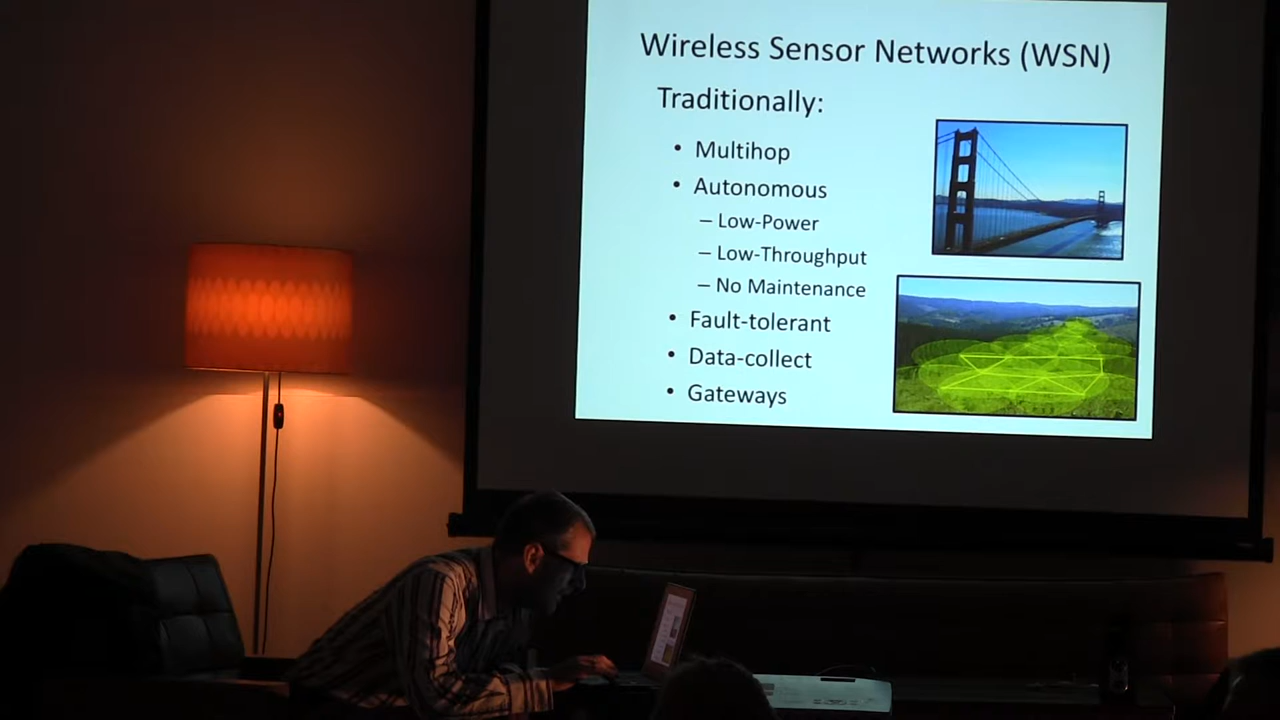 Wireless Sensor Networks (WSN)
Traditionally:
• Multihop
• Autonomous
– Low-Power
– Low-Throughput
– No Maintenance
• Fault-tolerant
• Data-collect
• Gateways